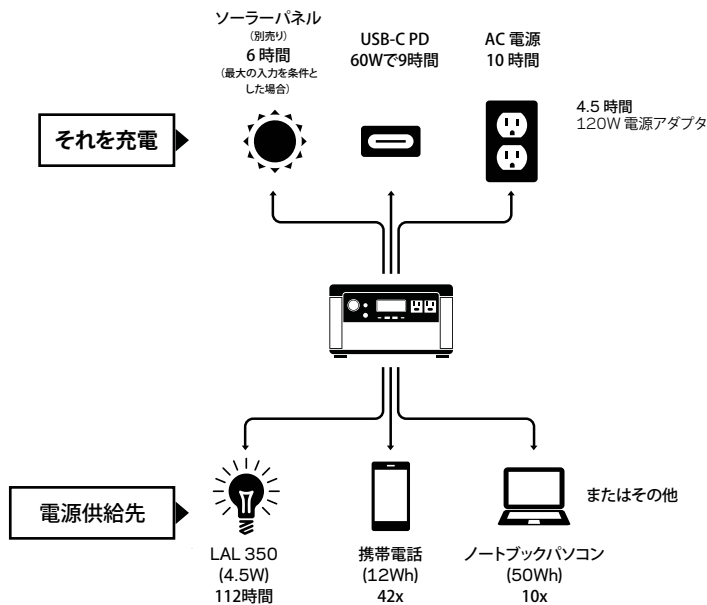 ソーラーパネル
(別売り)
6 時間
(最大の入力を条件と
した場合)
USB-C PD
60Wで9時間
AC 電源
10 時間
4.5 時間
120W 電源アダプタ
それを充電
電源供給先
またはその他
LAL 350
(4.5W)
112時間
携帯電話
(12Wh)
42x
ノートブックパソコン
(50Wh)
10x